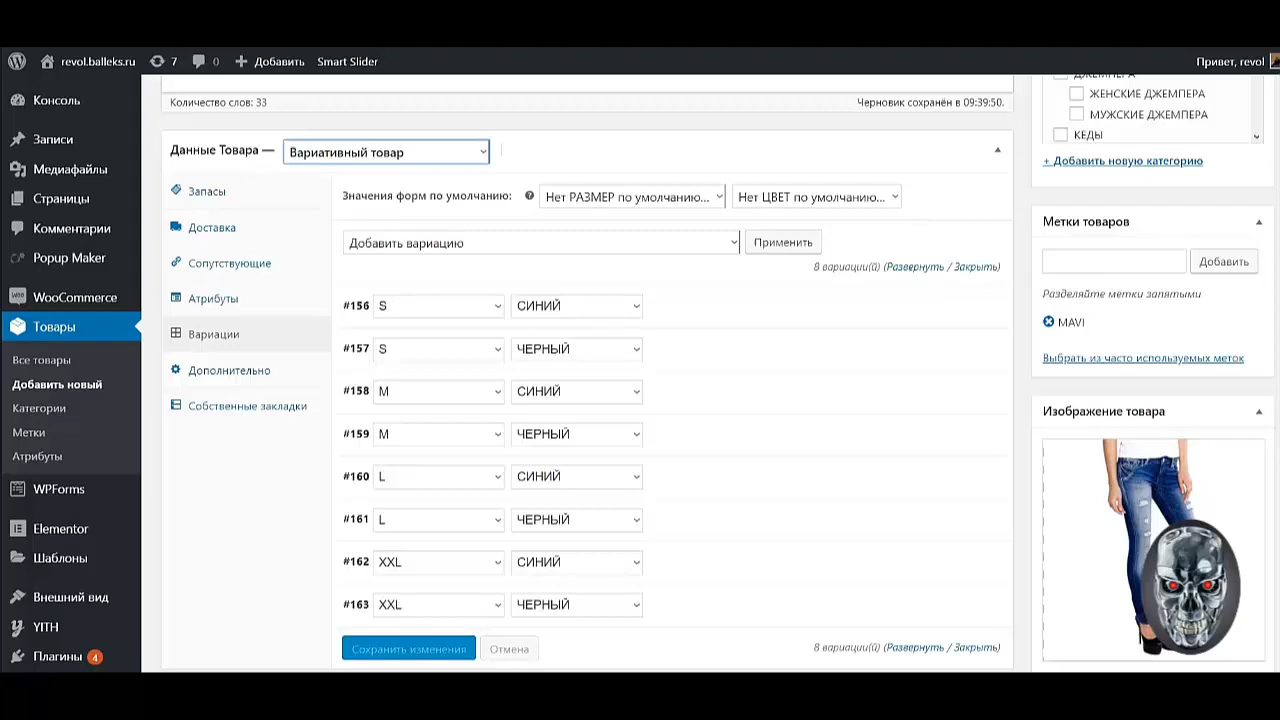 revol.balleks.ru 7 0 Добавить Smart Slider Привет, revol
Консоль
Записи
Медиафайлы
Страницы
Комментарии
Popup Maker
WooCommerce
Товары
Все товары
Добавить новый
Категории
Метки
Атрибуты
WPForms
Elementor
Шаблоны
Внешний вид
YITH
Плагины 4
Количество слов: 33
Черновик сохранён в 09:39:50.
Данные Товара — Вариативный товар
Запасы
Доставка
Сопутствующие
Атрибуты
Вариации
Дополнительно
Собственные закладки
Значения форм по умолчанию: Нет РАЗМЕР по умолчанию... Нет ЦВЕТ по умолчанию...
Добавить вариацию Применить
8 вариации(й) (Развернуть / Закрыть)
#156 S СИНИЙ
#157 S ЧЕРНЫЙ
#158 M СИНИЙ
#159 M ЧЕРНЫЙ
#160 L СИНИЙ
#161 L ЧЕРНЫЙ
#162 XXL СИНИЙ
#163 XXL ЧЕРНЫЙ
Сохранить изменения Отмена
8 вариации(й) (Развернуть / Закрыть)
ДЖЕМПЕРА
ЖЕНСКИЕ ДЖЕМПЕРА
МУЖСКИЕ ДЖЕМПЕРА
КЕДЫ
+ Добавить новую категорию
Метки товаров
Добавить
Разделяйте метки запятыми
MAVI
Выбрать из часто используемых меток
Изображение товара